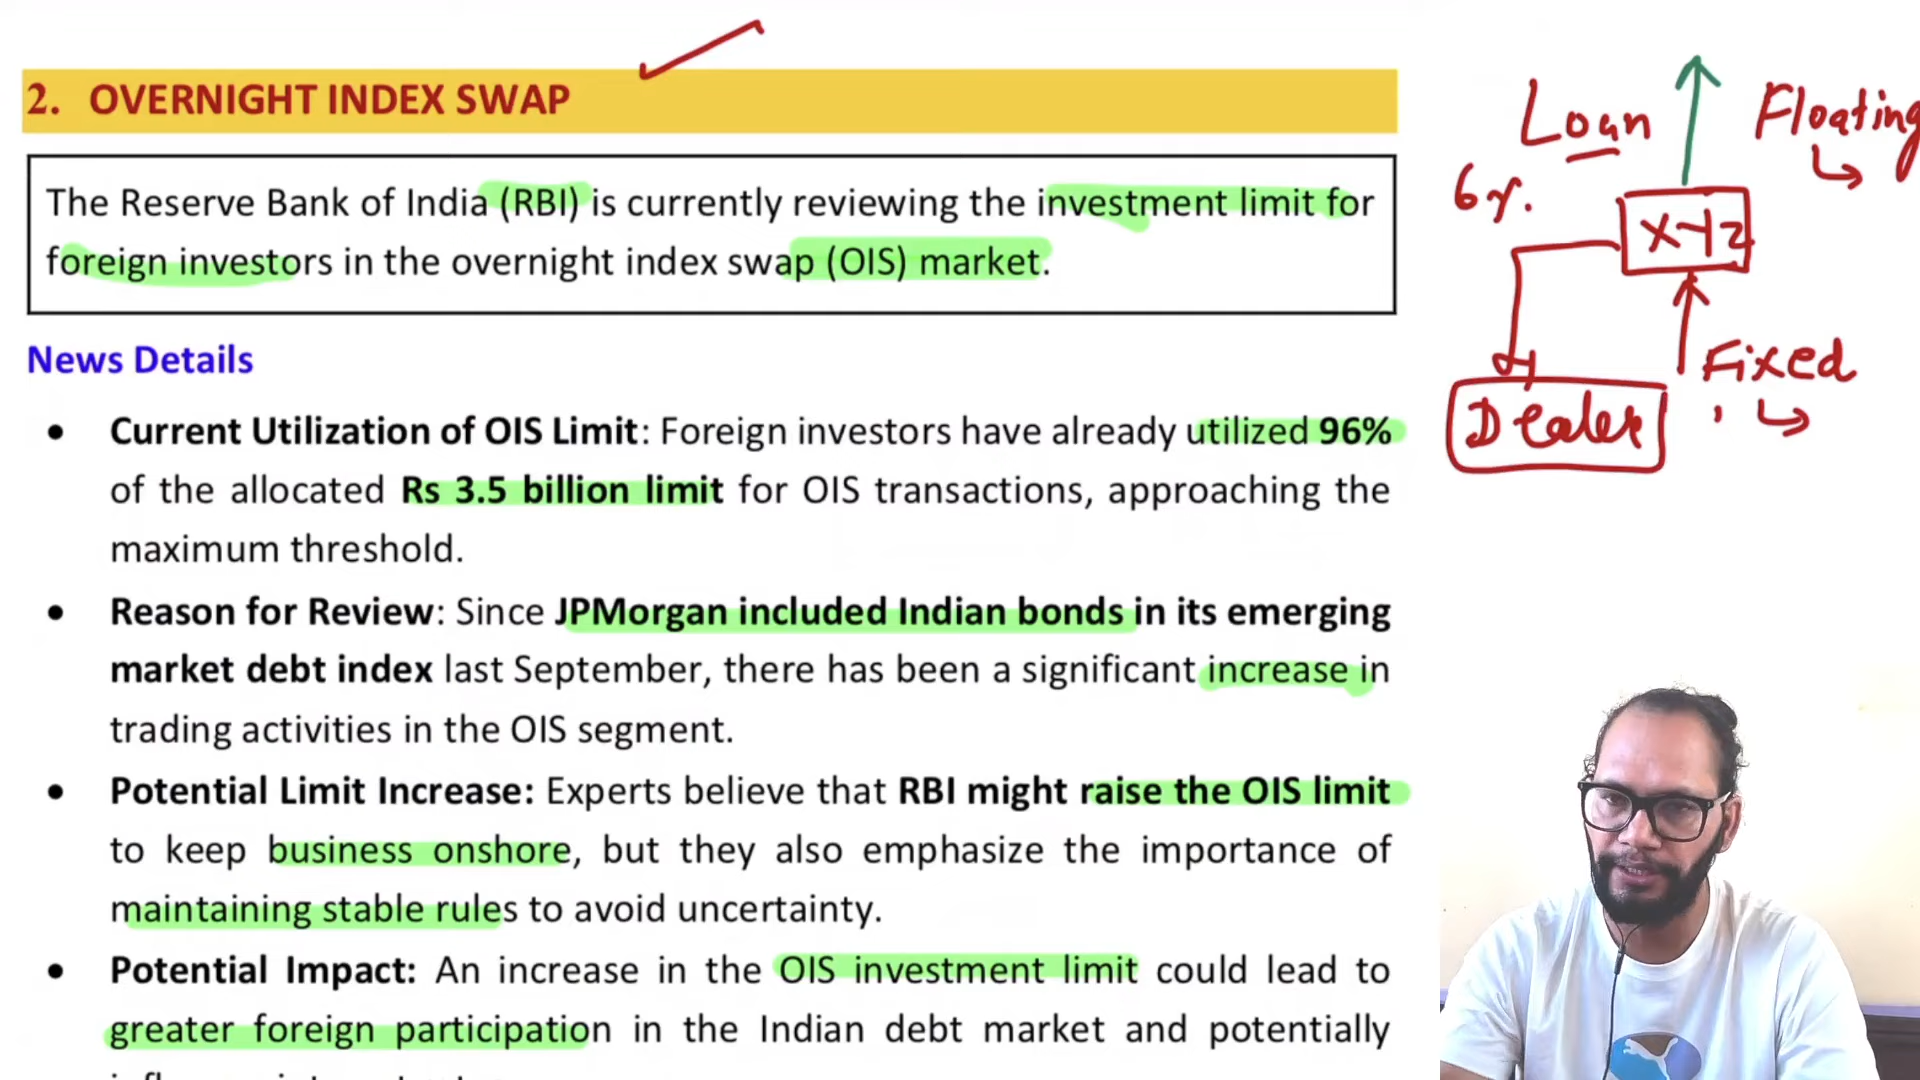 2. OVERNIGHT INDEX SWAP
The Reserve Bank of India (RBI) is currently reviewing the investment limit for
foreign investors in the overnight index swap (OIS) market.
News Details
• Current Utilization of OIS Limit: Foreign investors have already utilized 96%
of the allocated Rs 3.5 billion limit for OIS transactions, approaching the
maximum threshold.
• Reason for Review: Since JPMorgan included Indian bonds in its emerging
market debt index last September, there has been a significant increase in
trading activities in the OIS segment.
• Potential Limit Increase: Experts believe that RBI might raise the OIS limit
to keep business onshore, but they also emphasize the importance of
maintaining stable rules to avoid uncertainty.
• Potential Impact: An increase in the OIS investment limit could lead to
greater foreign participation in the Indian debt market and potentially
Loan
Floating
XYZ
Fixed
Dealer